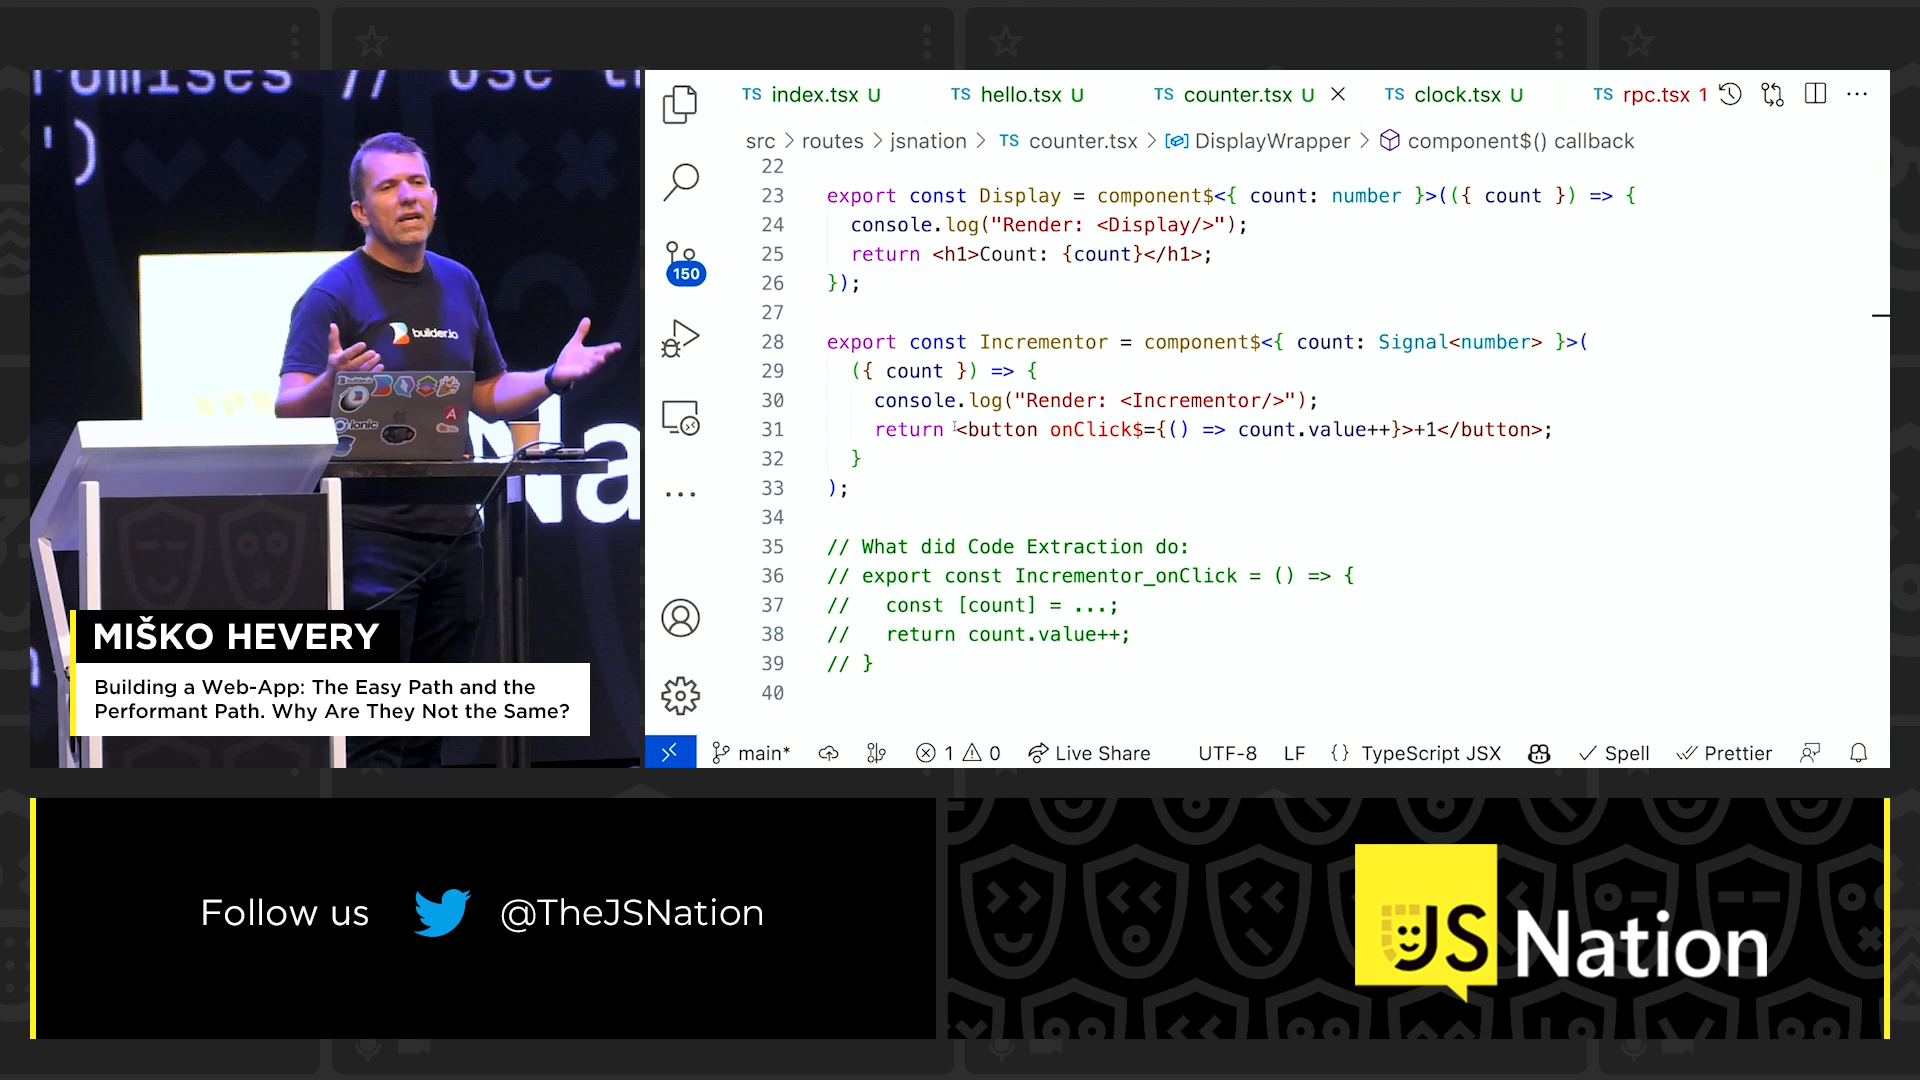 omises // use t
')
builder.io
ionic
Na
MIŠKO HEVERY
Building a Web-App: The Easy Path and the
Performant Path. Why Are They Not the Same?
TS index.tsx U
TS hello.tsx U
TS counter.tsx U
TS clock.tsx U
TS rpc.tsx 1
src > routes > jsnation > TS counter.tsx > DisplayWrapper > component$() callback
150
22
23 export const Display = component$<{ count: number }>(({ count }) => {
24 console.log("Render: <Display/>");
25 return <h1>Count: {count}</h1>;
26 });
27
28 export const Incrementor = component$<{ count: Signal<number> }>(
29 ({ count }) => {
30 console.log("Render: <Incrementor/>");
31 return <button onClick$={() => count.value++}>+1</button>;
32 }
33 );
34
35 // What did Code Extraction do:
36 // export const Incrementor_onClick = () => {
37 // const [count] = ...;
38 // return count.value++;
39 // }
40
main* 1 0 Live Share UTF-8 LF {} TypeScript JSX Spell Prettier
Follow us @TheJSNation
JS Nation